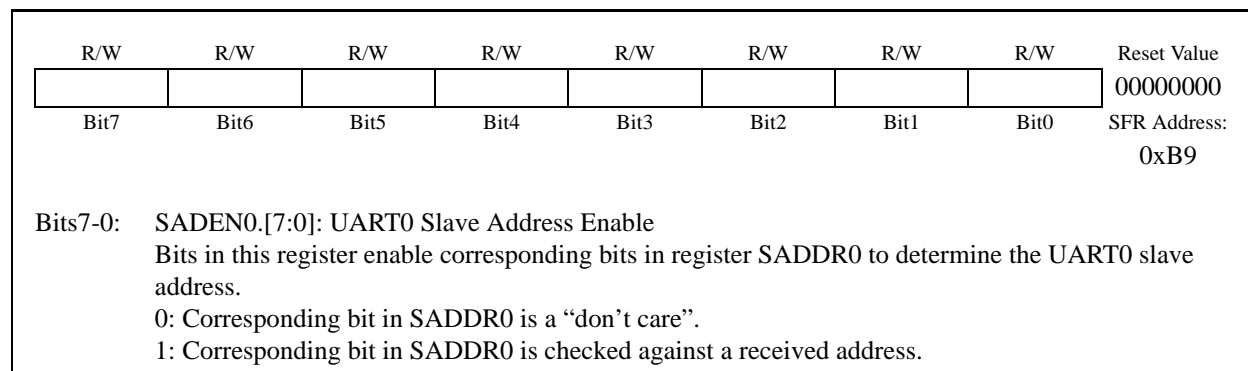 R/W R/W R/W R/W R/W R/W R/W R/W Reset Value
00000000
Bit7 Bit6 Bit5 Bit4 Bit3 Bit2 Bit1 Bit0 SFR Address:
0xB9
Bits7-0: SADEN0.[7:0]: UART0 Slave Address Enable
Bits in this register enable corresponding bits in register SADDR0 to determine the UART0 slave
address.
0: Corresponding bit in SADDR0 is a “don’t care”.
1: Corresponding bit in SADDR0 is checked against a received address.